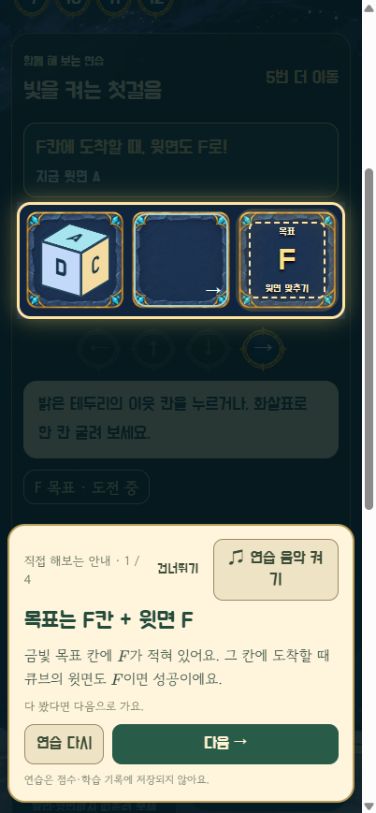 7 10 11 12
함께 해 보는 연습
빛을 켜는 첫걸음
5번 더 이동
F칸에 도착할 때, 윗면도 F로!
지금 윗면 A
A
D C
→
목표
F
윗면 맞추기
← ↑ ↓ →
밝은 테두리의 이웃 칸을 누르거나, 화살표로
한 칸 굴려 보세요.
F 목표 · 도전 중
직접 해보는 안내 · 1 /
4
건너뛰기
♫ 연습 음악 켜
기
목표는 F칸 + 윗면 F
금빛 목표 칸에 F가 적혀 있어요. 그 칸에 도착할 때
큐브의 윗면도 F이면 성공이에요.
다 봤다면 다음으로 가요.
연습 다시
다음 →
연습은 점수·학습 기록에 저장되지 않아요.